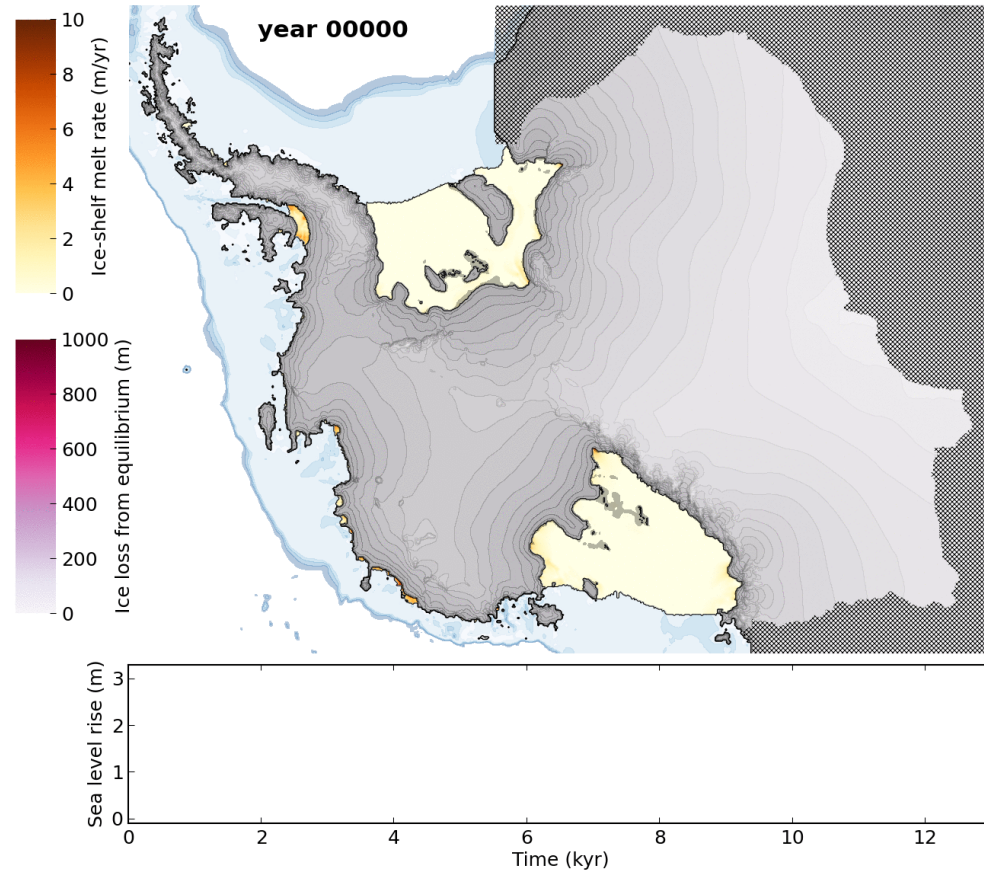 year 00000
10
8
6
4
2
0
Ice-shelf melt rate (m/yr)
1000
800
600
400
200
0
Ice loss from equilibrium (m)
3
2
1
0
Sea level rise (m)
0 2 4 6 8 10 12
Time (kyr)